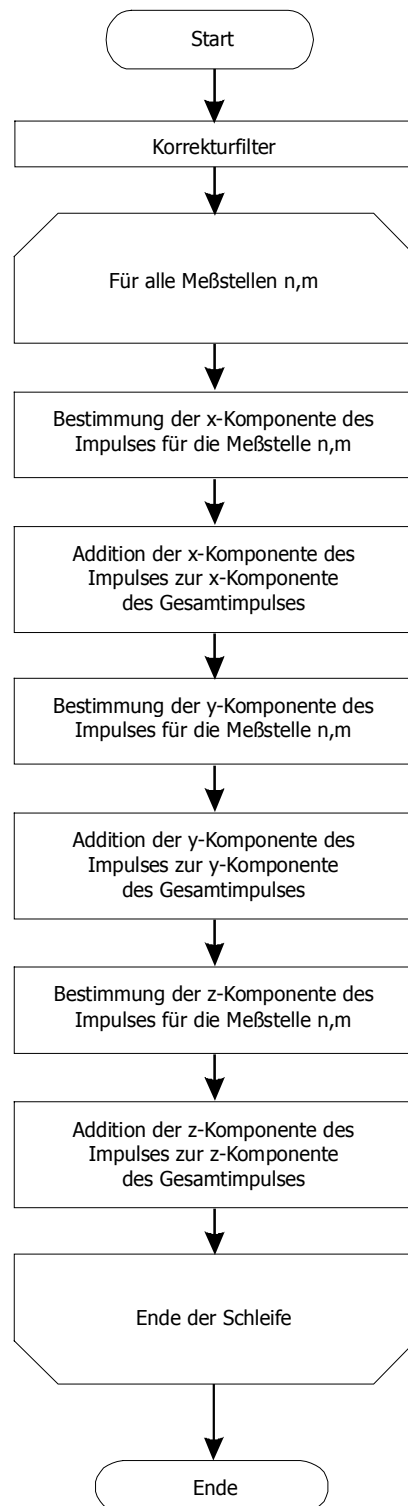 Start
Korrekturfilter
Für alle Meßstellen n,m
Bestimmung der x-Komponente des
Impulses für die Meßstelle n,m
Addition der x-Komponente des
Impulses zur x-Komponente
des Gesamtimpulses
Bestimmung der y-Komponente des
Impulses für die Meßstelle n,m
Addition der y-Komponente des
Impulses zur y-Komponente
des Gesamtimpulses
Bestimmung der z-Komponente des
Impulses für die Meßstelle n,m
Addition der z-Komponente des
Impulses zur z-Komponente
des Gesamtimpulses
Ende der Schleife
Ende